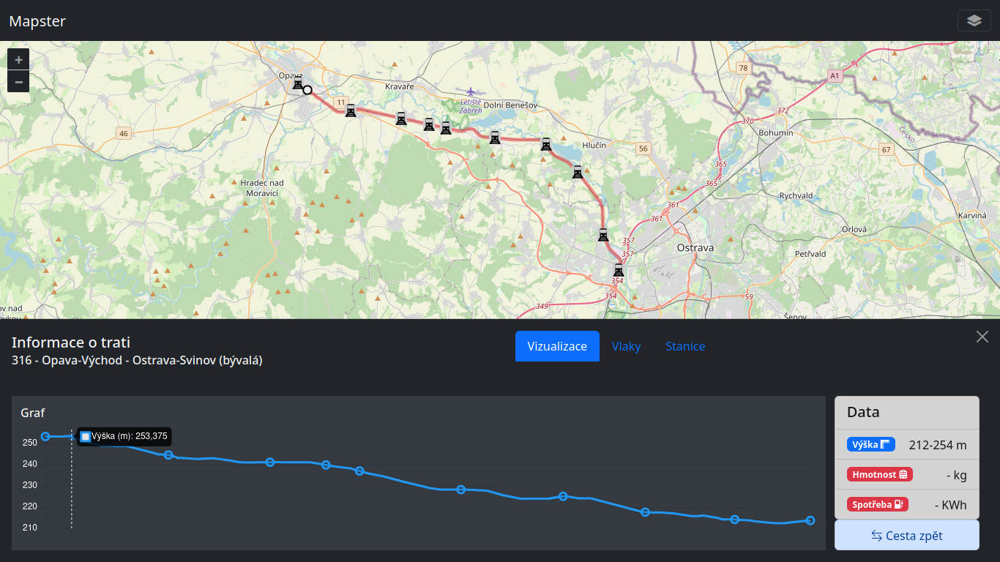 Mapster
+
−
Opava
Kravaře
11
Letiště
Zábřeh
Dolní Benešov
Hlučín
46
56
78
A1
372
370
Bohumín
67
Česko
365
365
Hradec nad
Moravicí
Rychvald
361
361
Karviná
Orlová
357
357
Ostrava
Petřvald
354
354
349
59
Šenov
ov nad
Informace o trati
316 - Opava-Východ - Ostrava-Svinov (bývalá)
Vizualizace
Vlaky
Stanice
Graf
250
240
230
220
210
Výška (m): 253,375
Data
Výška
212-254 m
Hmotnost
- kg
Spotřeba
- KWh
Cesta zpět